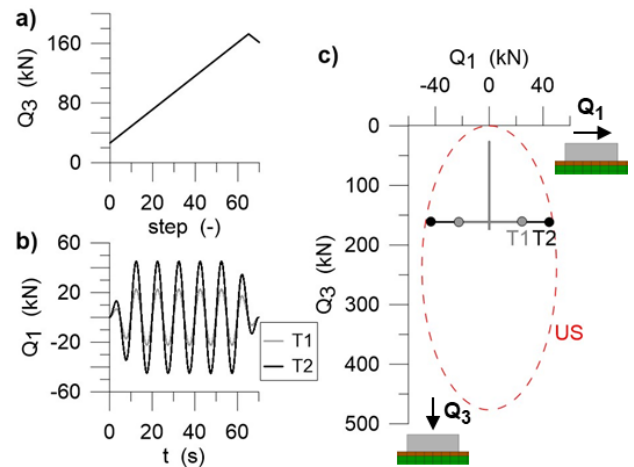 a)
160
80
0
Q3 (kN)
0 20 40 60
step (-)
b)
60
20
-20
-60
Q1 (kN)
0 20 40 60
t (s)
T1
T2
c)
Q1 (kN)
-40 0 40
Q1
0
100
200
300
400
500
Q3 (kN)
T1 T2
US
Q3